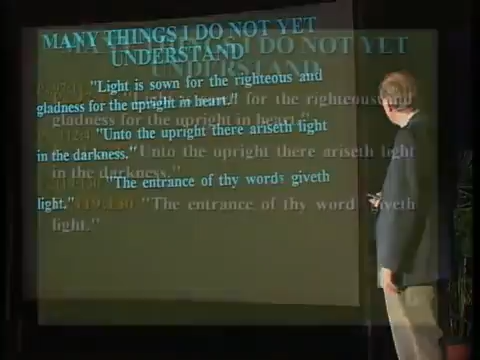 MANY THINGS I DO NOT YET
UNDERSTAND
"Light is sown for the righteous and
gladness for the upright in heart."
"Unto the upright there ariseth light
in the darkness."
"The entrance of thy words giveth
light."